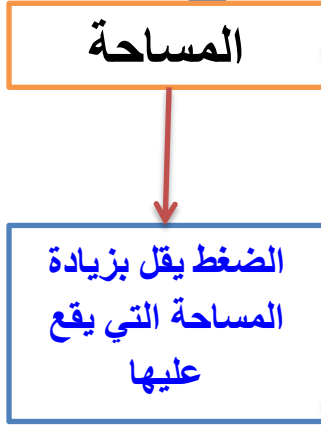 المساحة
الضغط يقل بزيادة
المساحة التي يقع
عليها